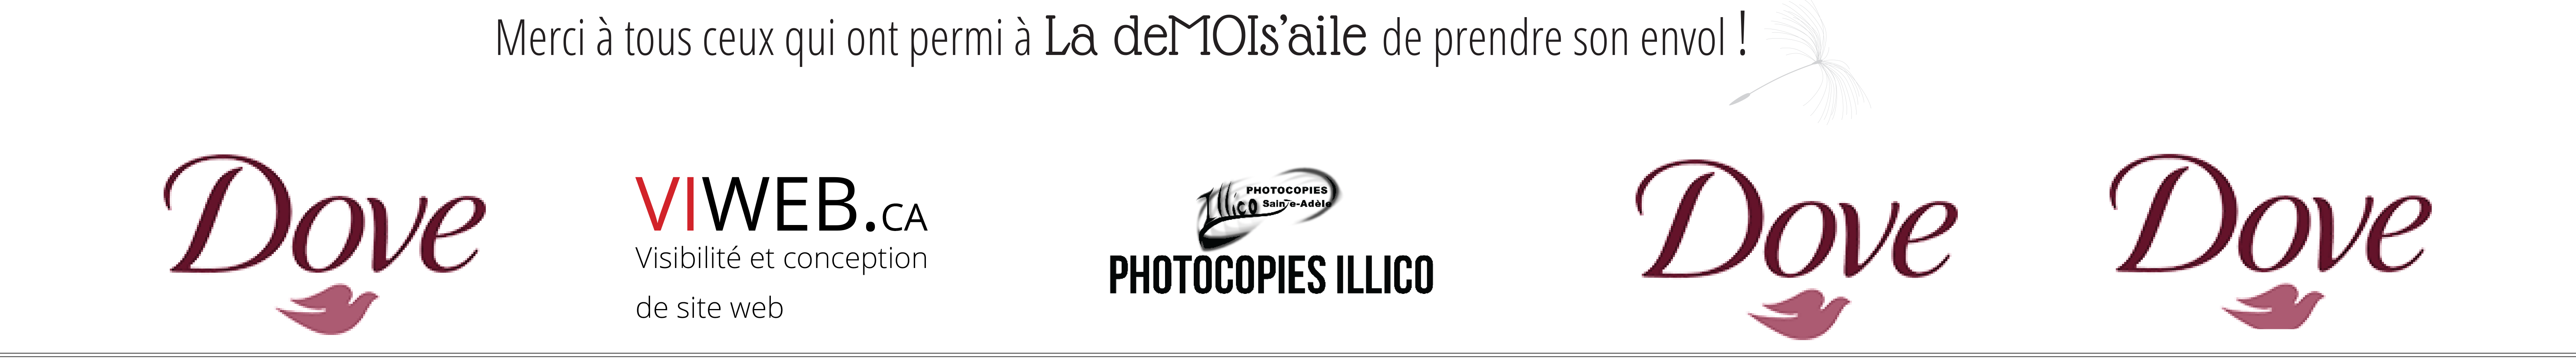 Merci à tous ceux qui ont permi à La deMOIs’aile de prendre son envol !
Dove
VIWEB.CA
Visibilité et conception
de site web
PHOTOCOPIES
Illico Sainte-Adèle
PHOTOCOPIES ILLICO
Dove
Dove